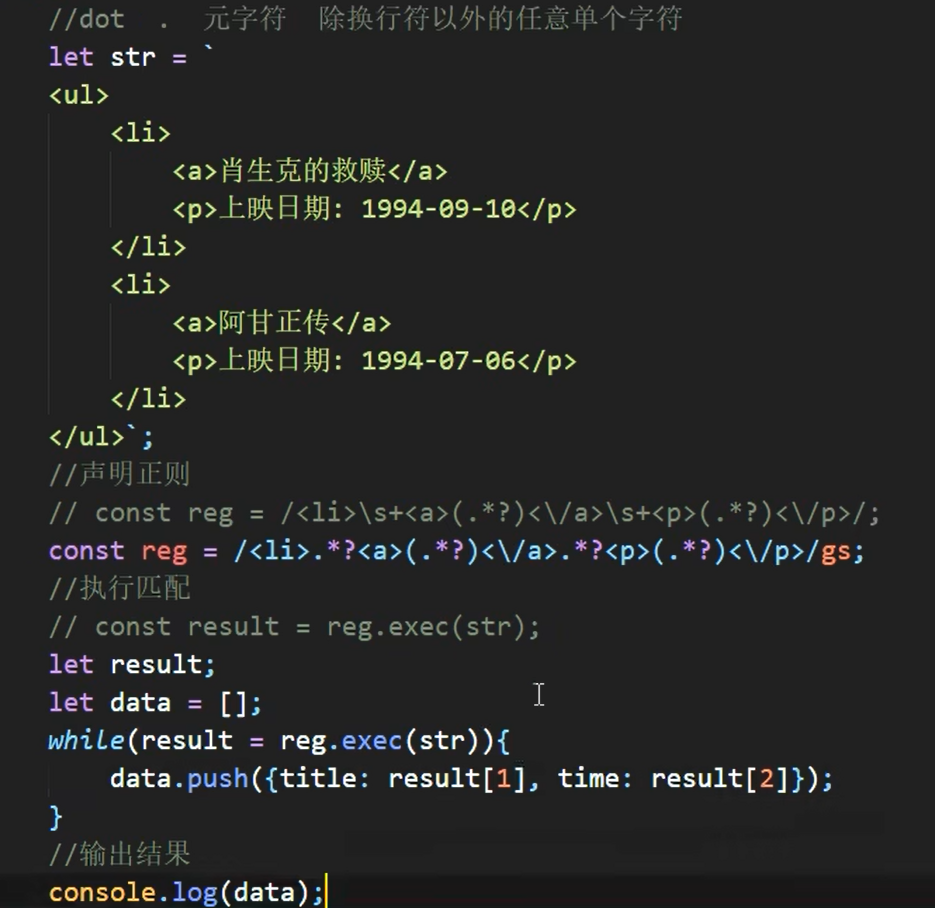 //dot  .  元字符  除换行符以外的任意单个字符
let str = `
<ul>
    <li>
        <a>肖生克的救赎</a>
        <p>上映日期: 1994-09-10</p>
    </li>
    <li>
        <a>阿甘正传</a>
        <p>上映日期: 1994-07-06</p>
    </li>
</ul>`;
//声明正则
// const reg = /<li>\s+<a>(.*?)<\/a>\s+<p>(.*?)<\/p>/;
const reg = /<li>.*?<a>(.*?)<\/a>.*?<p>(.*?)<\/p>/gs;
//执行匹配
// const result = reg.exec(str);
let result;
let data = [];
while(result = reg.exec(str)){
    data.push({title: result[1], time: result[2]});
}
//输出结果
console.log(data);